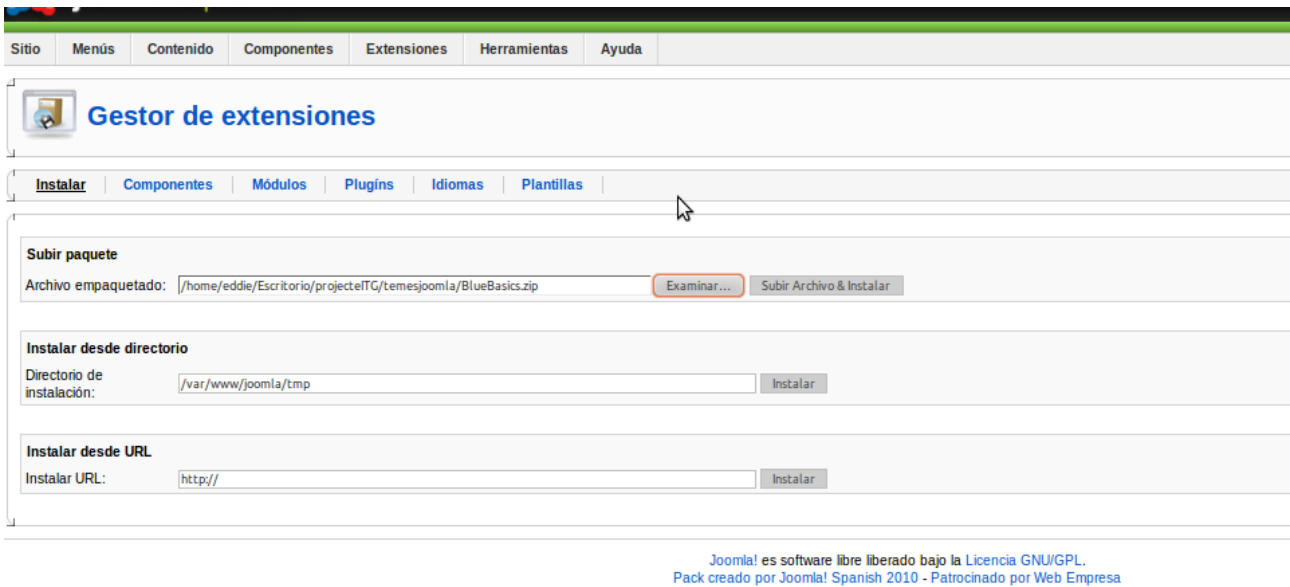 Sitio Menús Contenido Componentes Extensiones Herramientas Ayuda
Gestor de extensiones
Instalar Componentes Módulos Plugíns Idiomas Plantillas
Subir paquete
Archivo empaquetado: /home/eddie/Escritorio/projecteITG/temesjoomla/BlueBasics.zip Examinar... Subir Archivo & Instalar
Instalar desde directorio
Directorio de
instalación: /var/www/joomla/tmp Instalar
Instalar desde URL
Instalar URL: http:// Instalar
Joomla! es software libre liberado bajo la Licencia GNU/GPL.
Pack creado por Joomla! Spanish 2010 - Patrocinado por Web Empresa